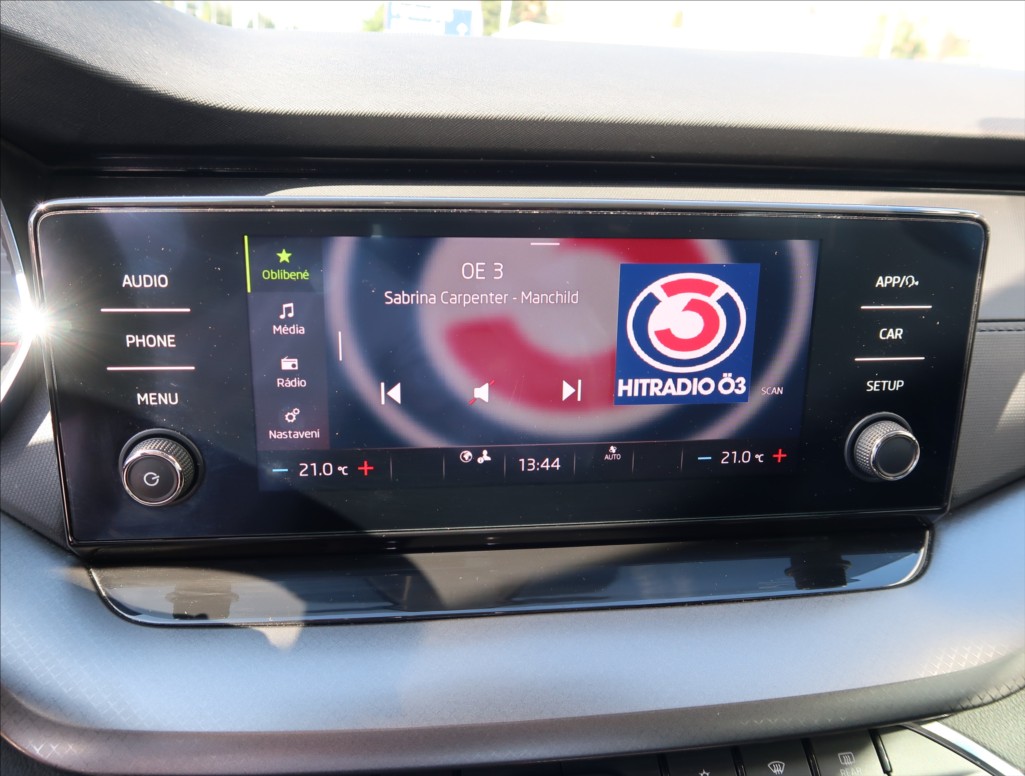 AUDIO
PHONE
MENU
Oblíbené
Média
Rádio
Nastavení
OE 3
Sabrina Carpenter - Manchild
3
HITRADIO Ö3
SCAN
21.0 °C
13:44
AUTO
21.0 °C
APP/
CAR
SETUP